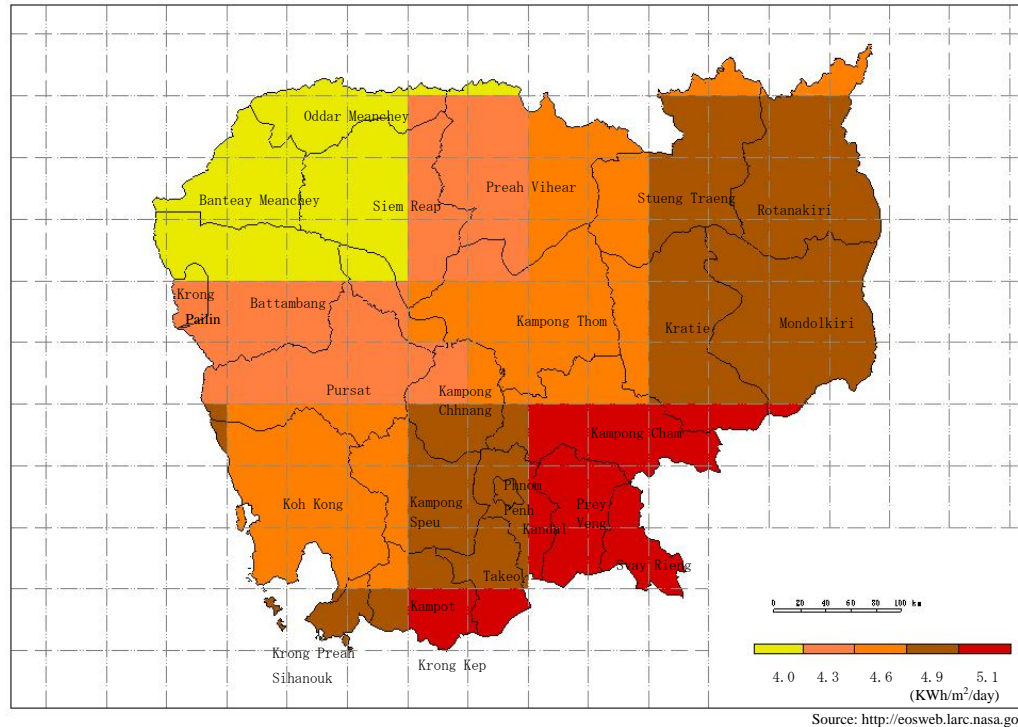 Oddar Meanchey
Banteay Meanchey
Siem Reap
Preah Vihear
Stueng Traeng
Rotanakiri
Krong
Pailin
Battambang
Kampong Thom
Kratie
Mondolkiri
Pursat
Kampong
Chhnang
Kampong Cham
Koh Kong
Kampong
Speu
Phnom
Penh
Kandal
Prey
Veng
Svay Rieng
Takeo
Kampot
Krong Preah
Sihanouk
Krong Kep
0 20 40 60 80 100 km
4.0 4.3 4.6 4.9 5.1
(KWh/m²/day)
Source: http://eosweb.larc.nasa.go